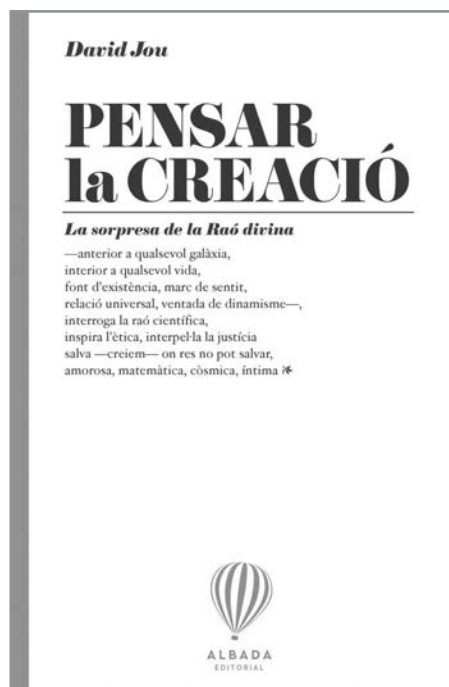 David Jou
PENSAR
la CREACIÓ
La sorpresa de la Raó divina
—anterior a qualsevol galàxia,
interior a qualsevol vida,
font d'existència, marc de sentit,
relació universal, ventada de dinamisme—,
interroga la raó científica,
inspira l'ètica, interpel·la la justícia
salva —creiem— on res no pot salvar,
amorosa, matemàtica, còsmica, íntima
ALBADA
EDITORIAL